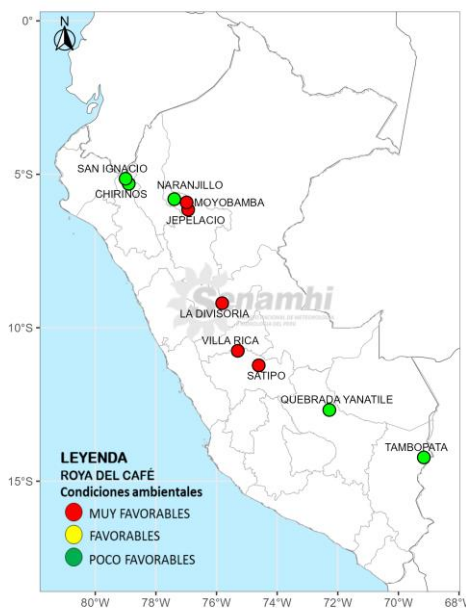 N
0°
SAN IGNACIO
CHIRINOS
NARANJILLO
MOYOBAMBA
JEPELACIO
5°S
Senamhi
LA DIVISORIA
10°S
VILLA RICA
SATIPO
QUEBRADA YANATILE
TAMBOPATA
15°S
LEYENDA
ROYA DEL CAFÉ
Condiciones ambientales
MUY FAVORABLES
FAVORABLES
POCO FAVORABLES
80°W 78°W 76°W 74°W 72°W 70°W 68°W